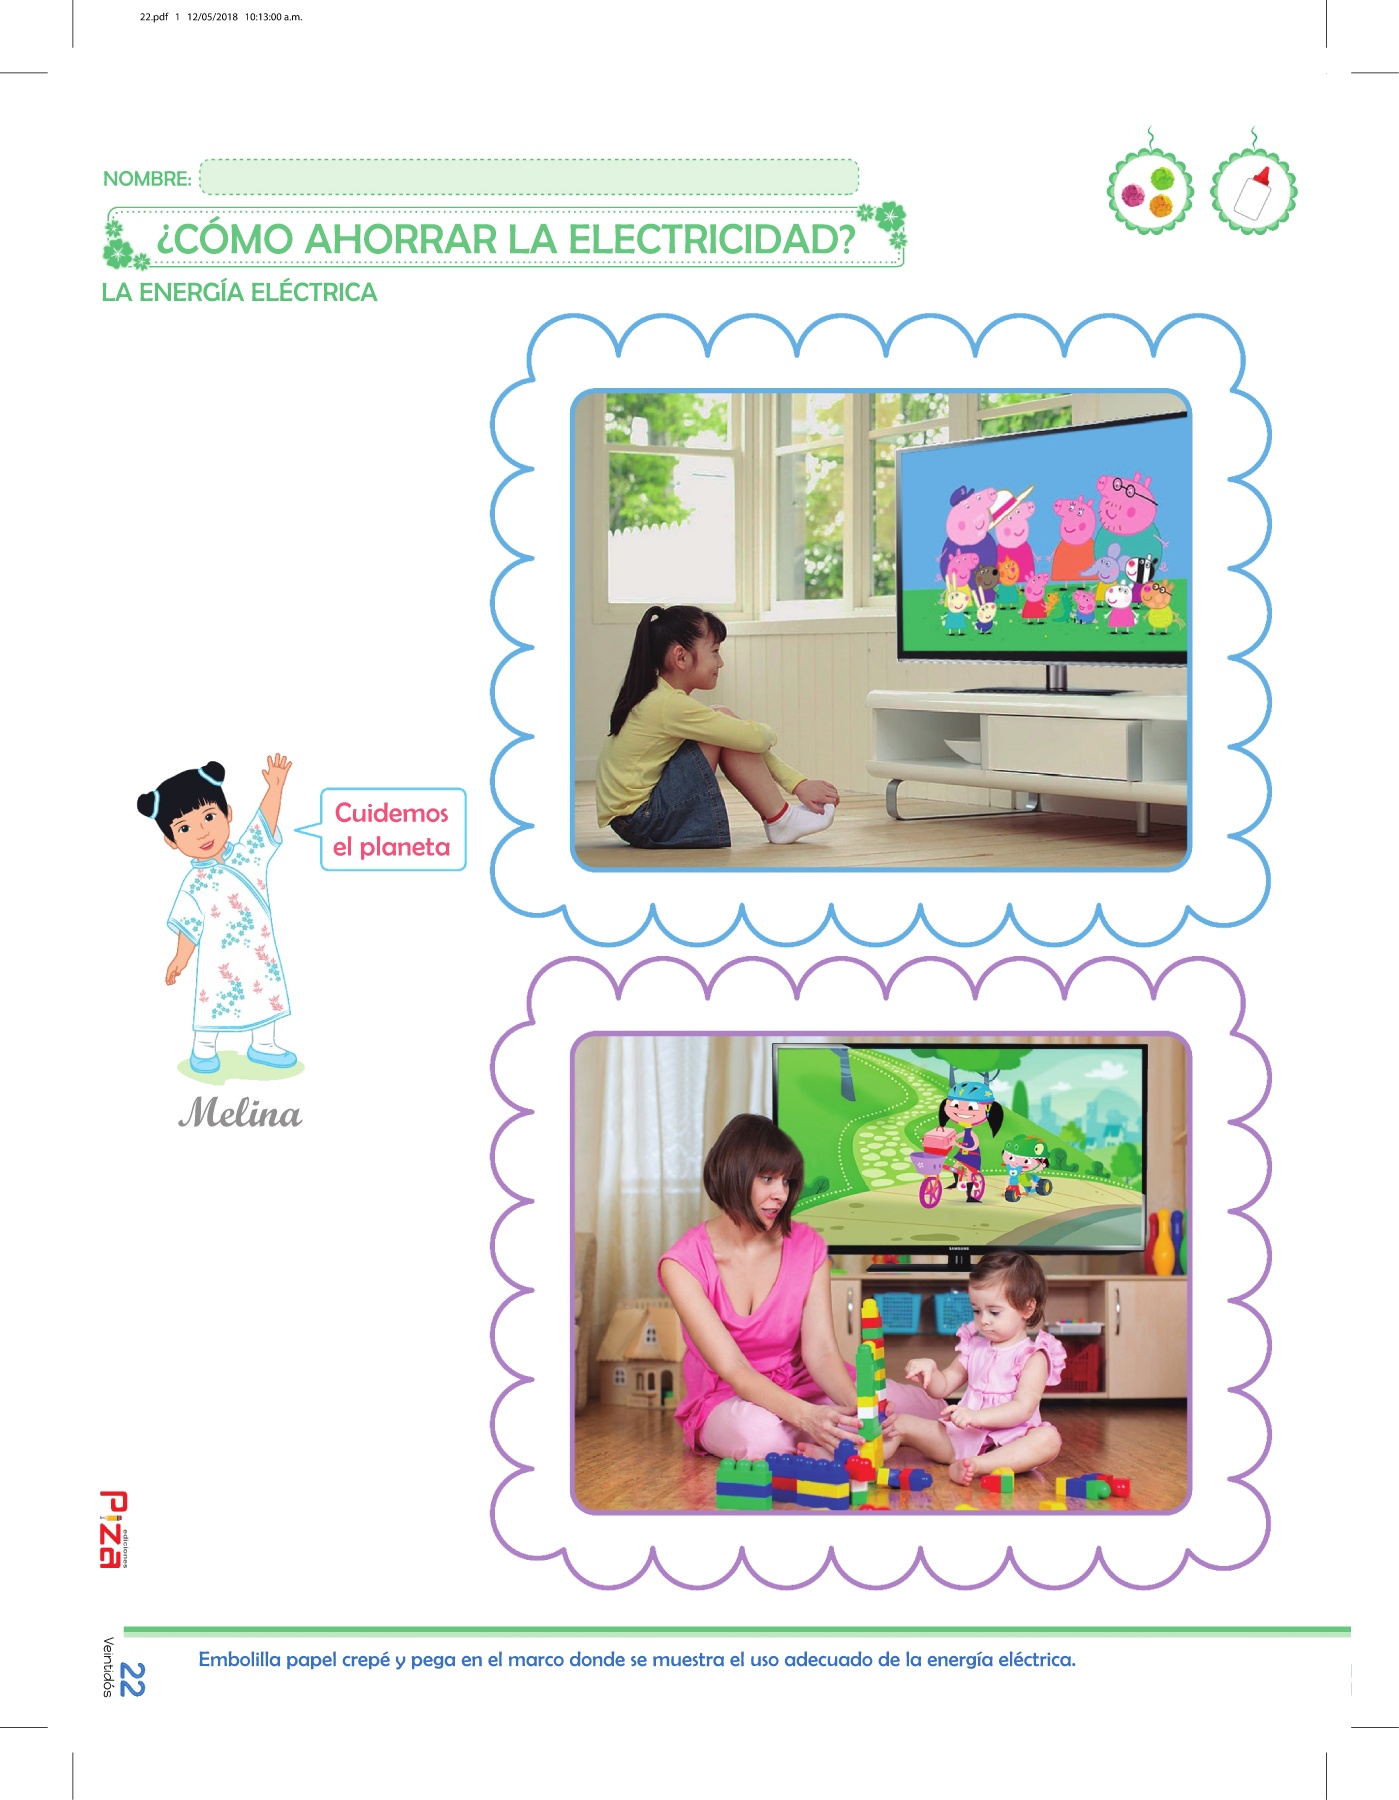 22.pdf 1 12/05/2018 10:13:00 a.m.
NOMBRE:
¿CÓMO AHORRAR LA ELECTRICIDAD?
LA ENERGÍA ELÉCTRICA
Cuidemos
el planeta
Melina
SAMSUNG
Piza
ediciones
22
Veintidós
Embolilla papel crepé y pega en el marco donde se muestra el uso adecuado de la energía eléctrica.